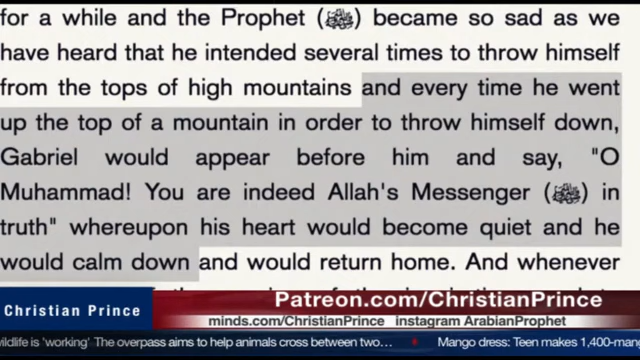 for a while and the Prophet (ﷺ) became so sad as we
have heard that he intended several times to throw himself
from the tops of high mountains and every time he went
up the top of a mountain in order to throw himself down,
Gabriel would appear before him and say, "O
Muhammad! You are indeed Allah's Messenger (ﷺ) in
truth" whereupon his heart would become quiet and he
would calm down and would return home. And whenever
Christian Prince
Patreon.com/ChristianPrince
minds.com/ChristianPrince instagram ArabianProphet
wildlife is 'working' The overpass aims to help animals cross between two… Mango dress: Teen makes 1,400-man